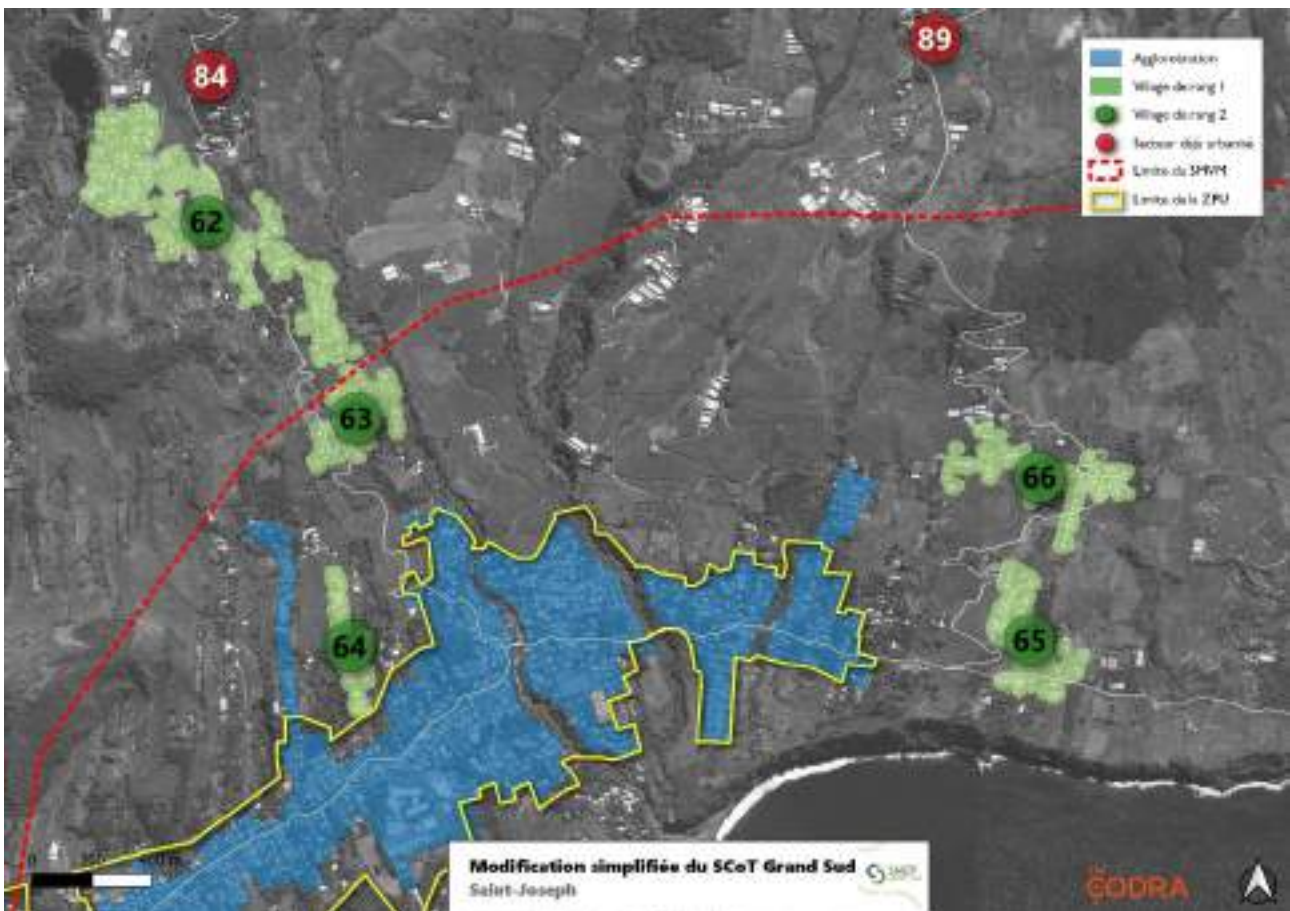 84
89
Agglomération
Village de rang 1
Village de rang 2
Secteur déjà urbanisé
Limite du SMVM
Limite de la ZPU
62
63
66
64
65
0
Modification simplifiée du SCoT Grand Sud
Saint-Joseph
CODRA